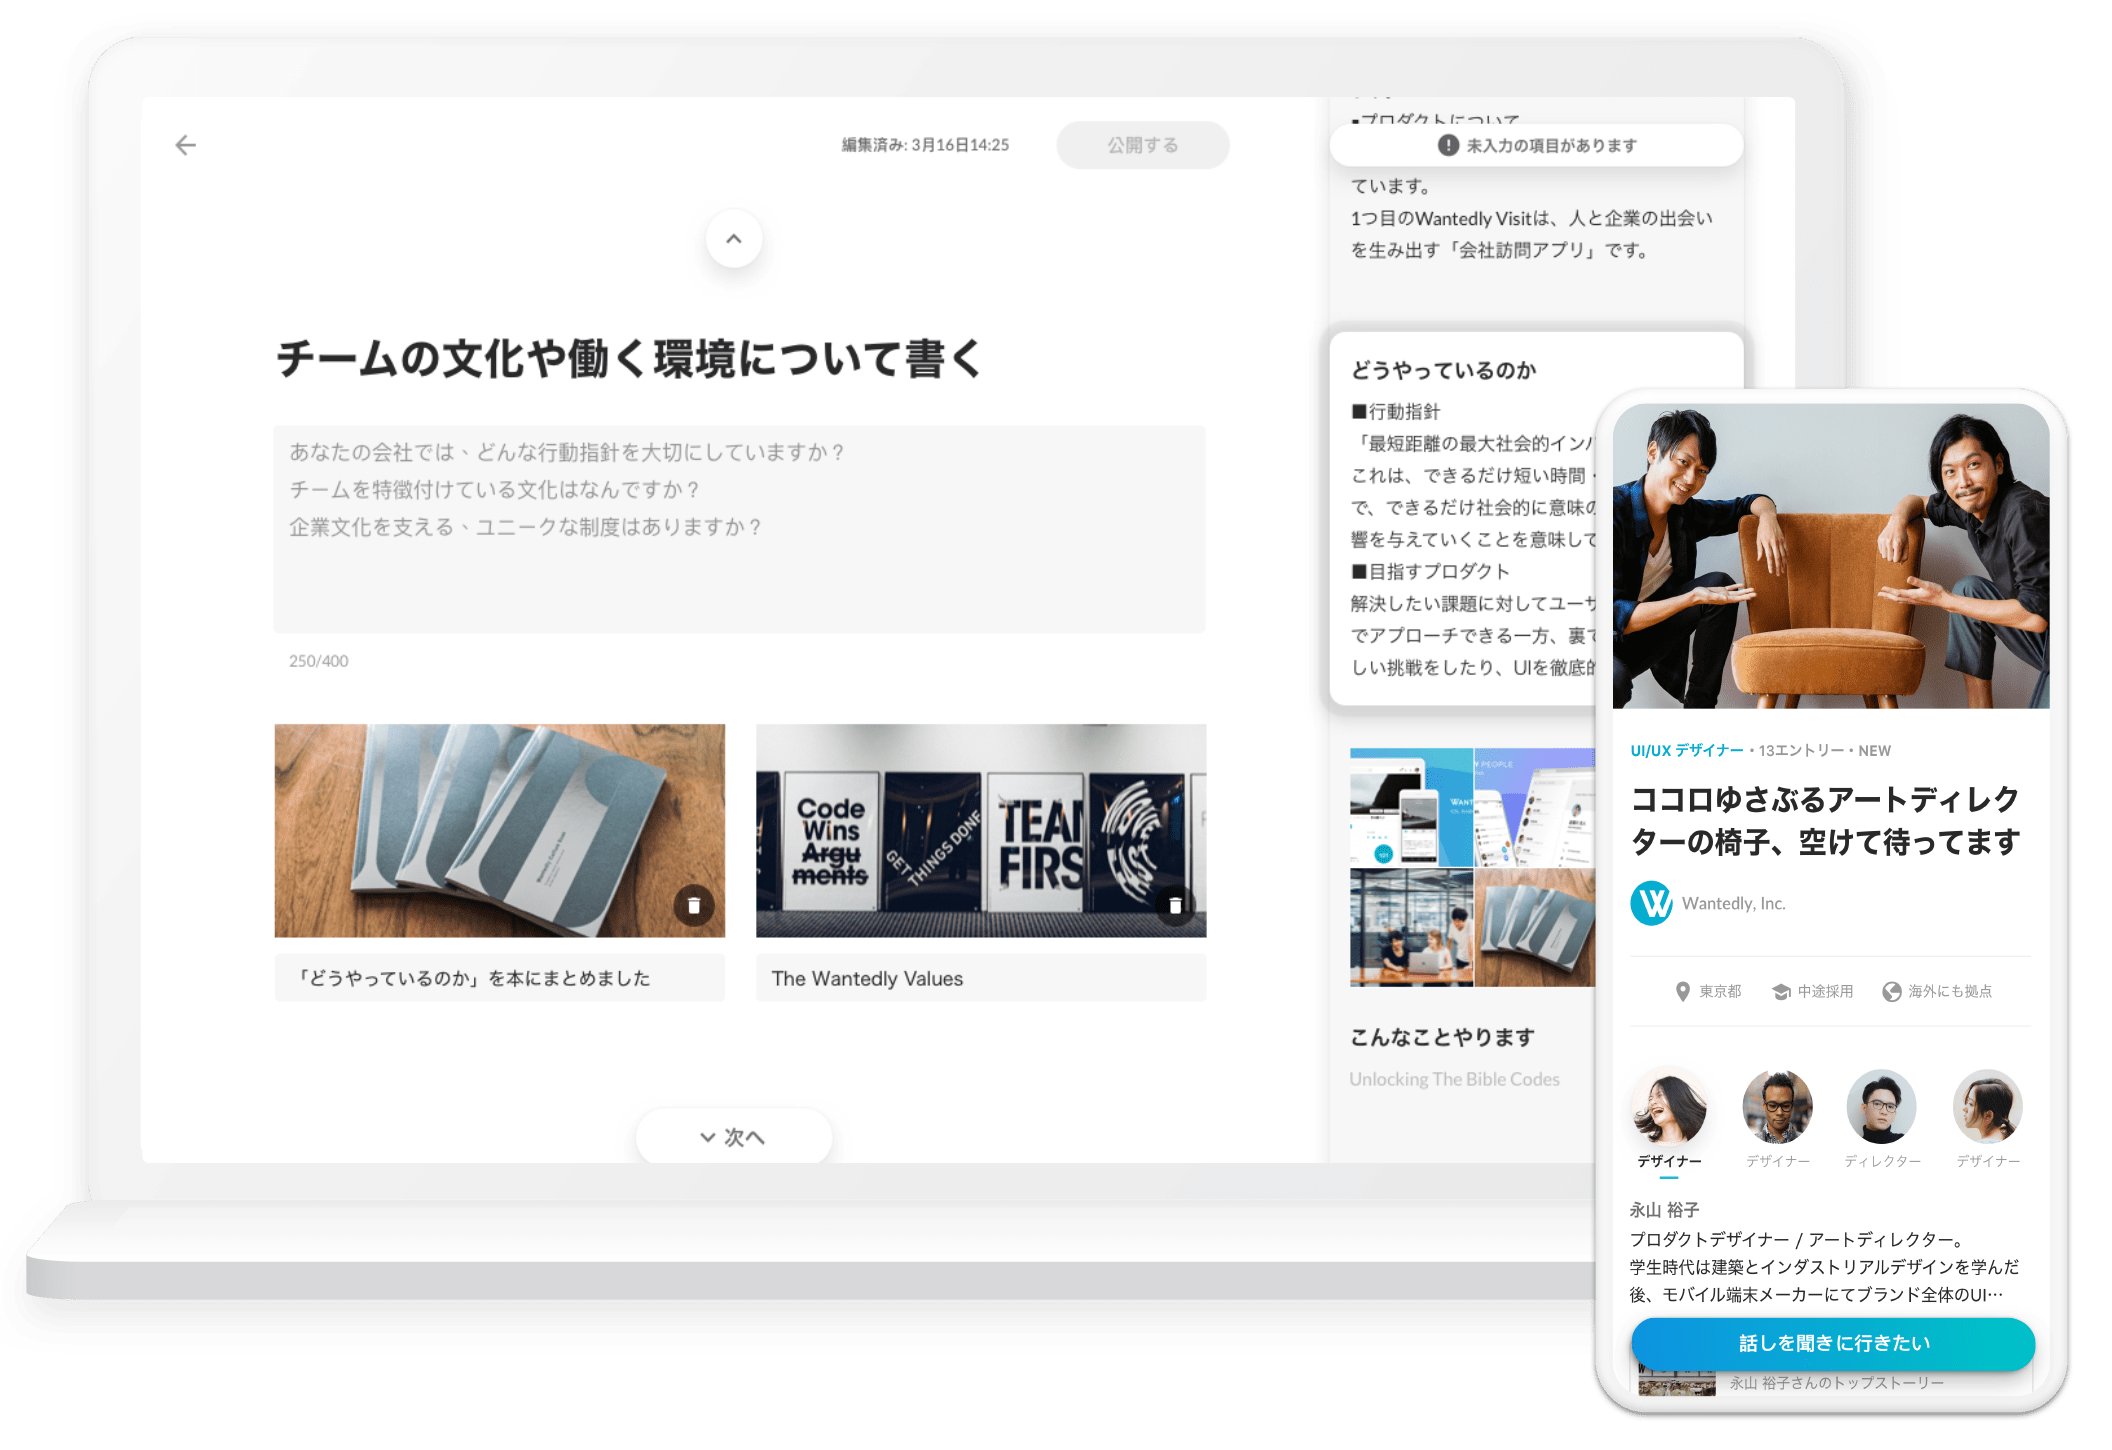 編集済み: 3月16日14:25
公開する
チームの文化や働く環境について書く
あなたの会社では、どんな行動指針を大切にしていますか？
チームを特徴付けている文化はなんですか？
企業文化を支える、ユニークな制度はありますか？
250/400
Code
Wins
Argu
ments
GET
THINGS DONE
TEAM
FIRS
MOVE
FAST
「どうやっているのか」を本にまとめました
The Wantedly Values
次へ
▪プロダクトについて
未入力の項目があります
ています。
1つ目のWantedly Visitは、人と企業の出会い
を生み出す「会社訪問アプリ」です。
どうやっているのか
■行動指針
「最短距離の最大社会的インパ
これは、できるだけ短い時間・
で、できるだけ社会的に意味の
響を与えていくことを意味して
■目指すプロダクト
解決したい課題に対してユーサ
でアプローチできる一方、裏で
しい挑戦をしたり、UIを徹底的
PEOPLE
こんなことやります
Unlocking The Bible Codes
UI/UX デザイナー・13エントリー・NEW
ココロゆさぶるアートディレク
ターの椅子、空けて待ってます
W
Wantedly, Inc.
東京都 中途採用 海外にも拠点
デザイナー デザイナー ディレクター デザイナー
永山 裕子
プロダクトデザイナー / アートディレクター。
学生時代は建築とインダストリアルデザインを学んだ
後、モバイル端末メーカーにてブランド全体のUI…
話しを聞きに行きたい
永山 裕子さんのトップストーリー